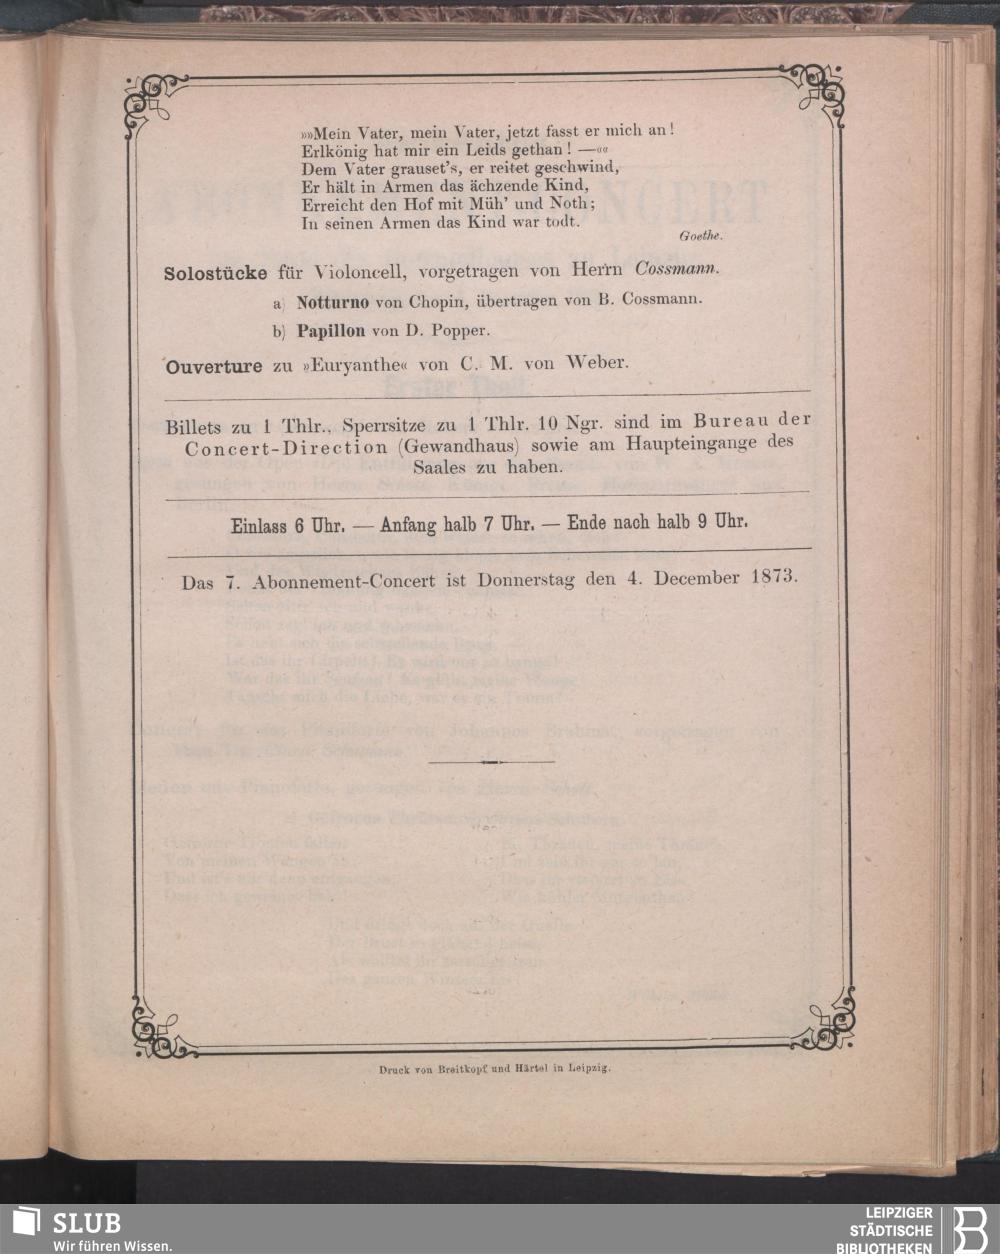 »»Mein Vater, mein Vater, jetzt fasst er mich an!
Erlkönig hat mir ein Leids gethan! —««
Dem Vater grauset's, er reitet geschwind,
Er hält in Armen das ächzende Kind,
Erreicht den Hof mit Müh' und Noth;
In seinen Armen das Kind war todt.
Goethe.
Solostücke für Violoncell, vorgetragen von Herrn Cossmann.
a) Notturno von Chopin, übertragen von B. Cossmann.
b) Papillon von D. Popper.
Ouverture zu »Euryanthe« von C. M. von Weber.
Billets zu 1 Thlr., Sperrsitze zu 1 Thlr. 10 Ngr. sind im Bureau der
Concert-Direction (Gewandhaus) sowie am Haupteingange des
Saales zu haben.
Einlass 6 Uhr. — Anfang halb 7 Uhr. — Ende nach halb 9 Uhr.
Das 7. Abonnement-Concert ist Donnerstag den 4. December 1873.
Druck von Breitkopf und Härtel in Leipzig.
SLUB
Wir führen Wissen.
LEIPZIGER
STÄDTISCHE
BIBLIOTHEKEN